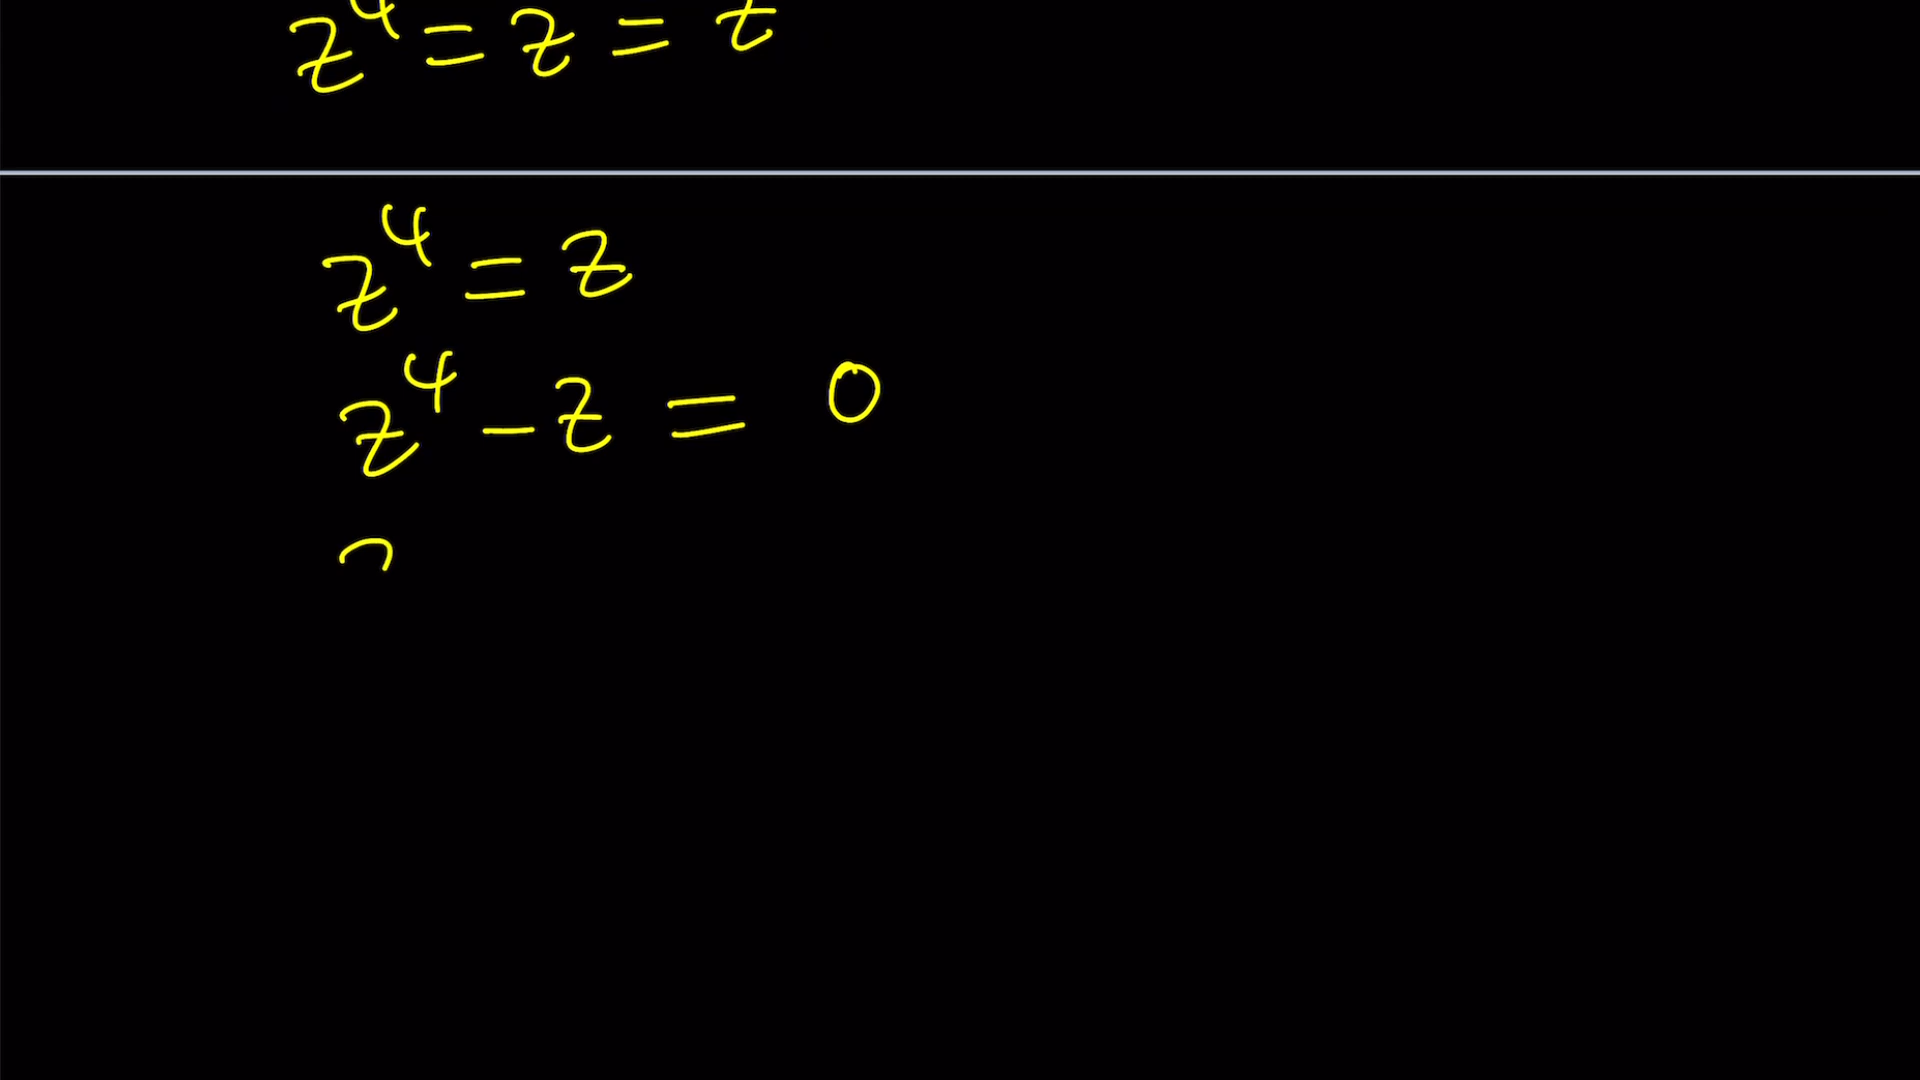 z⁴ = z = z
z⁴ = z
z⁴ - z = 0